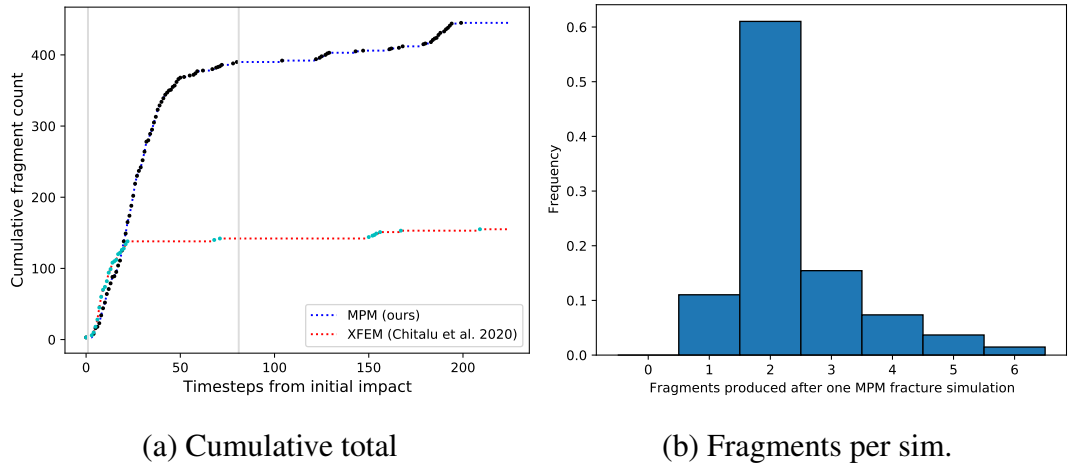 400
300
200
100
0
Cumulative fragment count
MPM (ours)
XFEM (Chitalu et al. 2020)
0 50 100 150 200
Timesteps from initial impact
(a) Cumulative total
0.6
0.5
0.4
0.3
0.2
0.1
0.0
Frequency
0 1 2 3 4 5 6
Fragments produced after one MPM fracture simulation
(b) Fragments per sim.